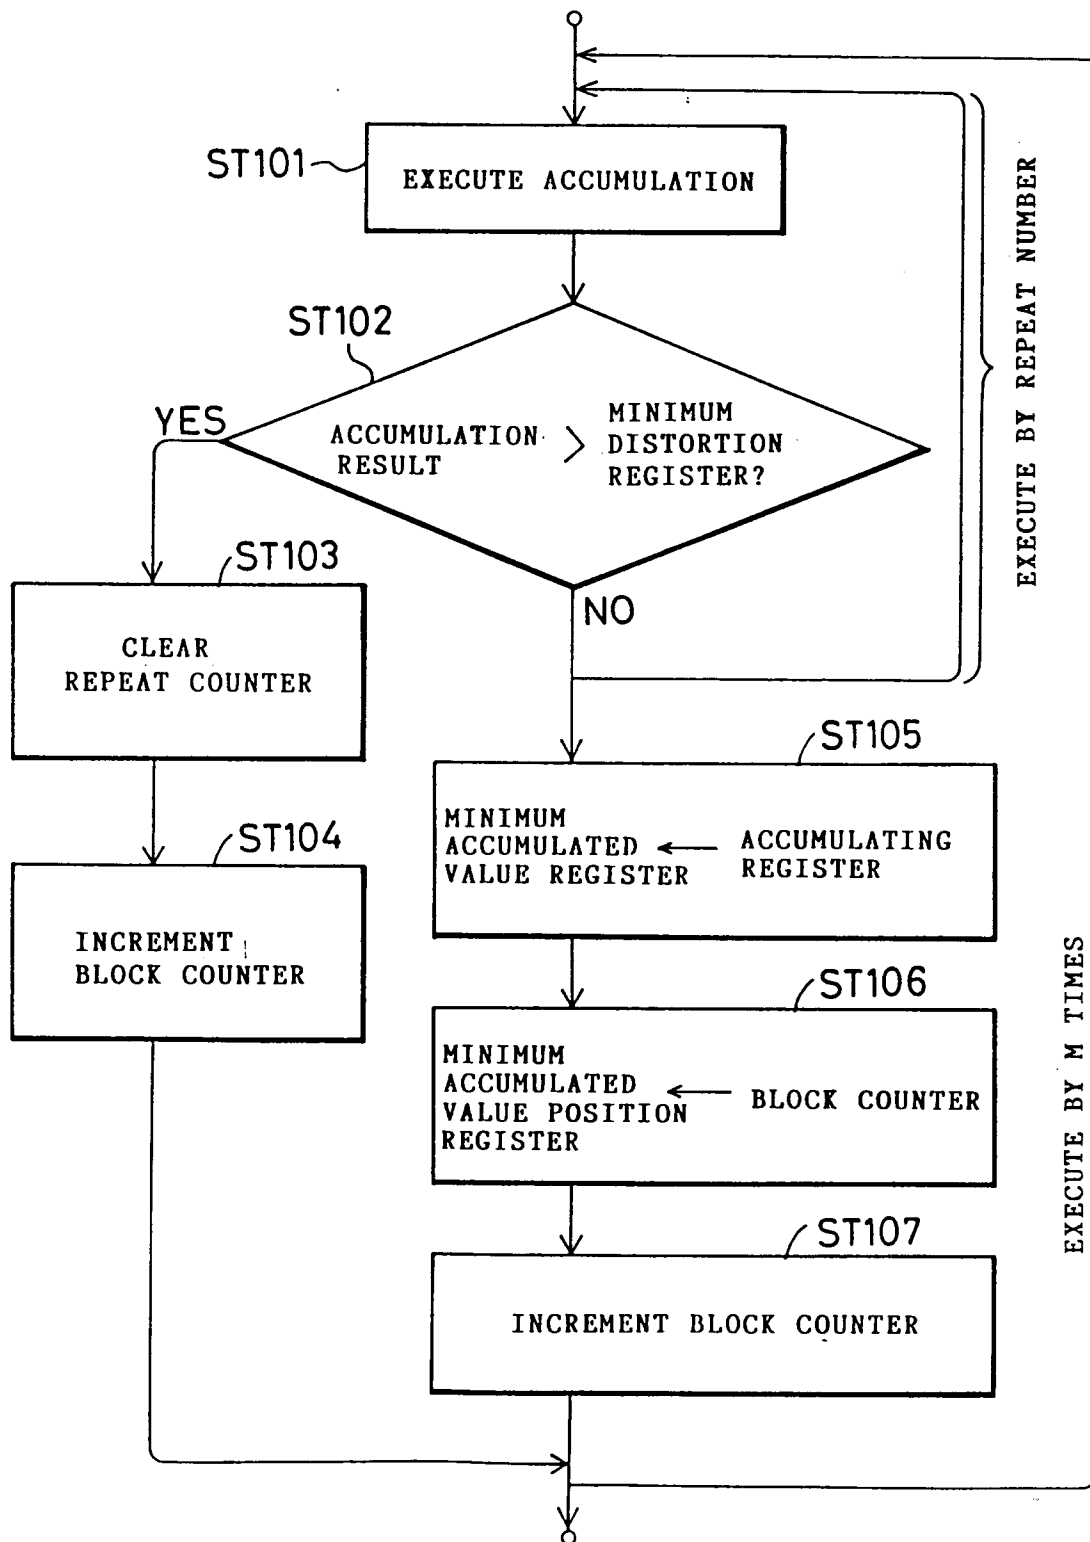 ST101
EXECUTE ACCUMULATION
EXECUTE BY REPEAT NUMBER
ST102
YES
ACCUMULATION
RESULT
>
MINIMUM
DISTORTION
REGISTER?
NO
ST103
CLEAR
REPEAT COUNTER
ST104
INCREMENT
BLOCK COUNTER
ST105
MINIMUM
ACCUMULATED
VALUE REGISTER
ACCUMULATING
REGISTER
ST106
MINIMUM
ACCUMULATED
VALUE POSITION
REGISTER
BLOCK COUNTER
EXECUTE BY M TIMES
ST107
INCREMENT BLOCK COUNTER